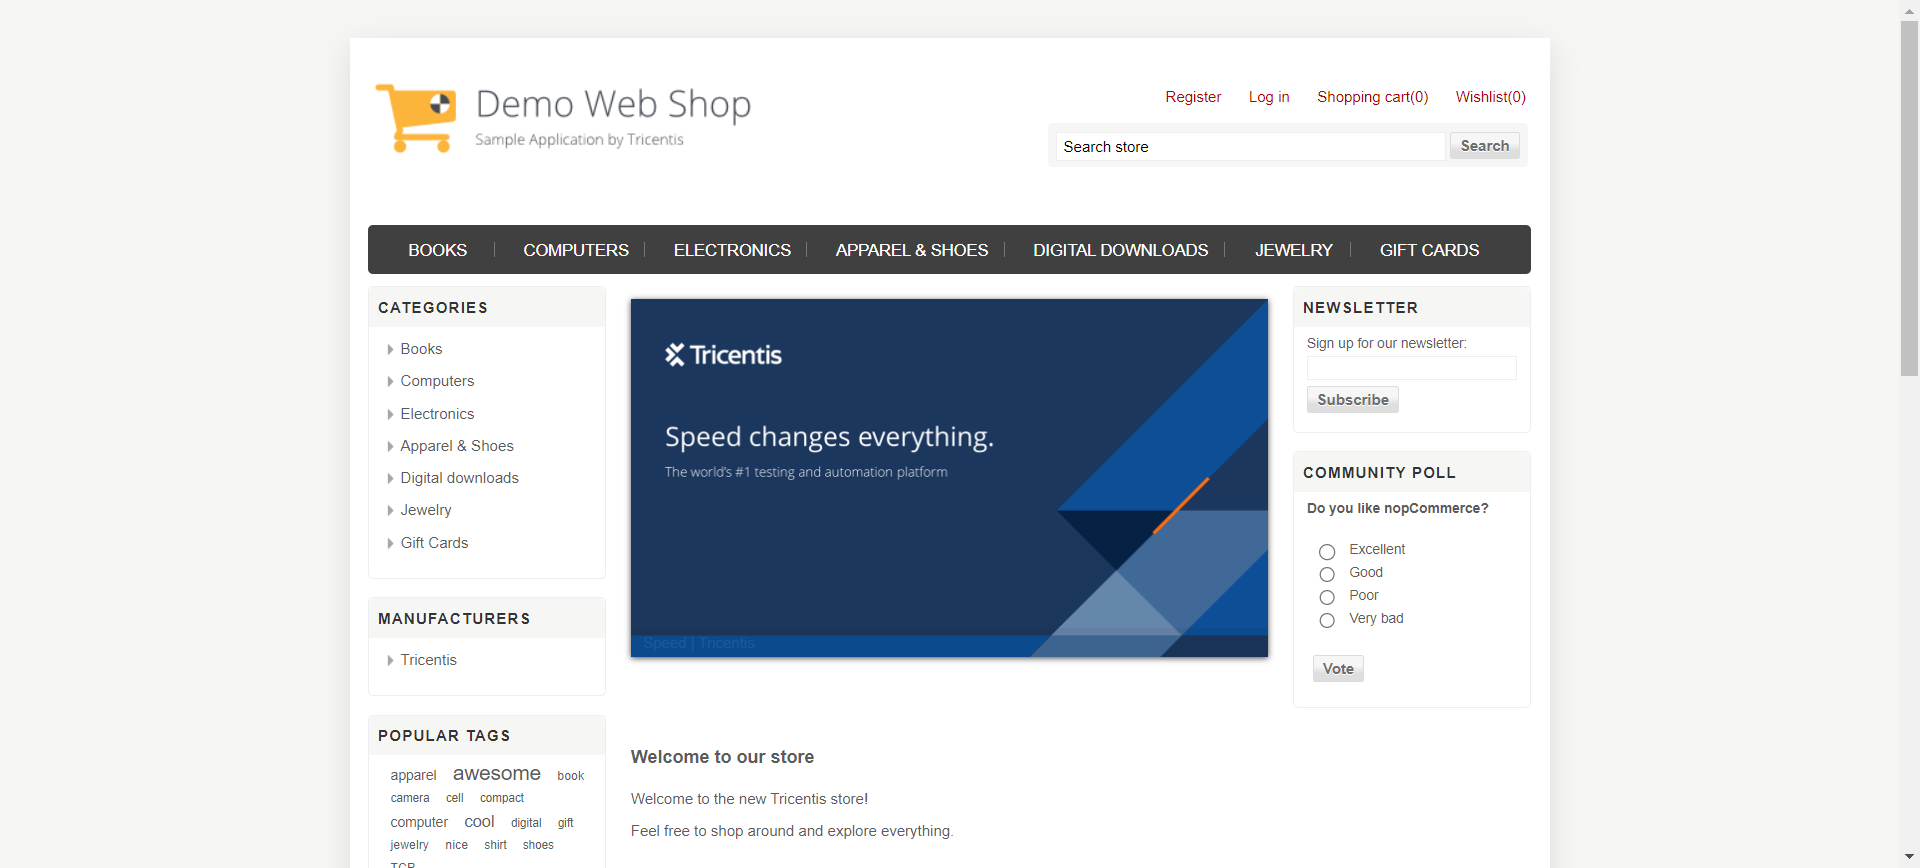 Demo Web Shop
Sample Application by Tricentis
Register Log in Shopping cart(0) Wishlist(0)
Search store Search
BOOKS COMPUTERS ELECTRONICS APPAREL & SHOES DIGITAL DOWNLOADS JEWELRY GIFT CARDS
CATEGORIES
Books
Computers
Electronics
Apparel & Shoes
Digital downloads
Jewelry
Gift Cards
MANUFACTURERS
Tricentis
POPULAR TAGS
apparel awesome book
camera cell compact
computer cool digital gift
jewelry nice shirt shoes
TCP
Tricentis
Speed changes everything.
The world's #1 testing and automation platform
Speed | Tricentis
Welcome to our store
Welcome to the new Tricentis store!
Feel free to shop around and explore everything.
NEWSLETTER
Sign up for our newsletter:
Subscribe
COMMUNITY POLL
Do you like nopCommerce?
Excellent
Good
Poor
Very bad
Vote